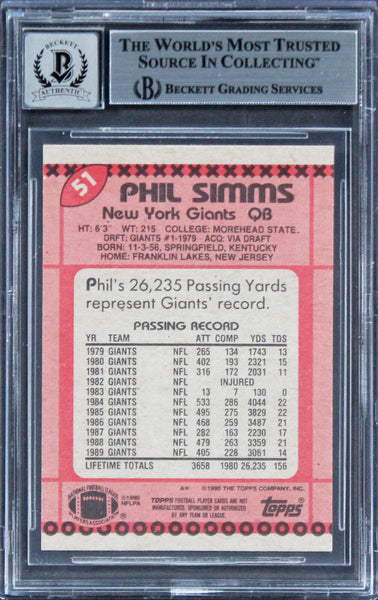 BECKETT
B
AUTHENTIC
THE WORLD'S MOST TRUSTED
SOURCE IN COLLECTING™
B BECKETT GRADING SERVICES
51
PHIL SIMMS
New York Giants QB
HT: 6'3" WT: 215 COLLEGE: MOREHEAD STATE.
DRFT: GIANTS #1-1979 ACQ: VIA DRAFT
BORN: 11-3-56, SPRINGFIELD, KENTUCKY
HOME: FRANKLIN LAKES, NEW JERSEY
Phil's 26,235 Passing Yards
represent Giants' record.
PASSING RECORD
YR TEAM ATT COMP YDS TDS
1979 GIANTS NFL 265 134 1743 13
1980 GIANTS NFL 402 193 2321 15
1981 GIANTS NFL 316 172 2031 11
1982 GIANTS NFL INJURED
1983 GIANTS NFL 13 7 130 0
1984 GIANTS NFL 533 286 4044 22
1985 GIANTS NFL 495 275 3829 22
1986 GIANTS NFL 468 259 3487 21
1987 GIANTS NFL 282 163 2230 17
1988 GIANTS NFL 479 263 3359 21
1989 GIANTS NFL 405 228 3061 14
LIFETIME TOTALS 3658 1980 26,235 156
A* ©1990 THE TOPPS COMPANY, INC.
©1990
NFLPA
TOPPS FOOTBALL PLAYER CARDS ARE NOT
MANUFACTURED, SPONSORED OR AUTHORIZED
BY ANY TEAM OR LEAGUE.
topps